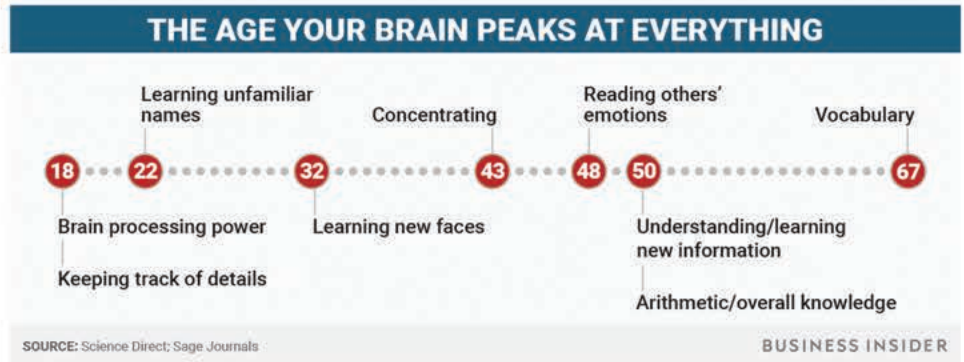 THE AGE YOUR BRAIN PEAKS AT EVERYTHING
Learning unfamiliar
names
Concentrating
Reading others'
emotions
Vocabulary
18
22
32
43
48
50
67
Brain processing power
Keeping track of details
Learning new faces
Understanding/learning
new information
Arithmetic/overall knowledge
SOURCE: Science Direct; Sage Journals
BUSINESS INSIDER